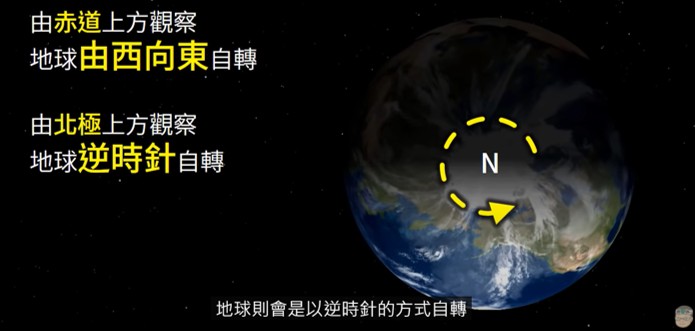 由赤道上方觀察
地球由西向東自轉
由北極上方觀察
地球逆時針自轉
N
地球則會是以逆時針的方式自轉